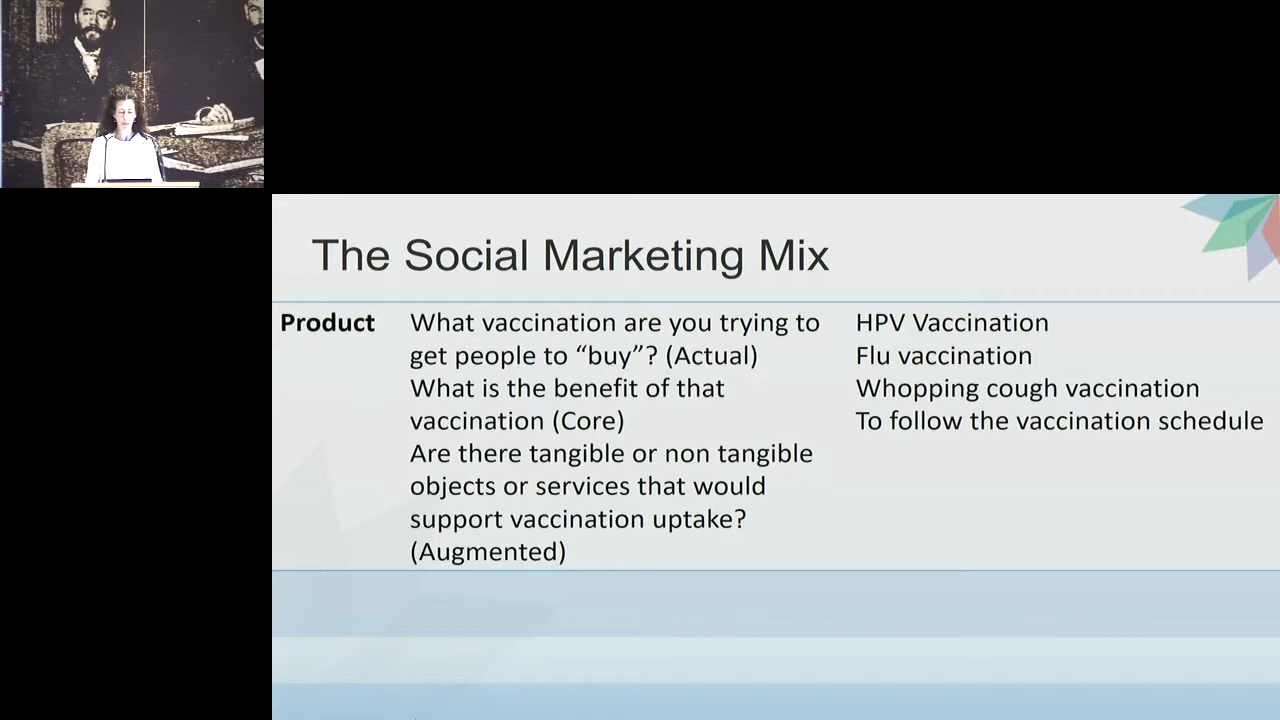 The Social Marketing Mix
Product
What vaccination are you trying to
get people to “buy”? (Actual)
What is the benefit of that
vaccination (Core)
Are there tangible or non tangible
objects or services that would
support vaccination uptake?
(Augmented)
HPV Vaccination
Flu vaccination
Whopping cough vaccination
To follow the vaccination schedule